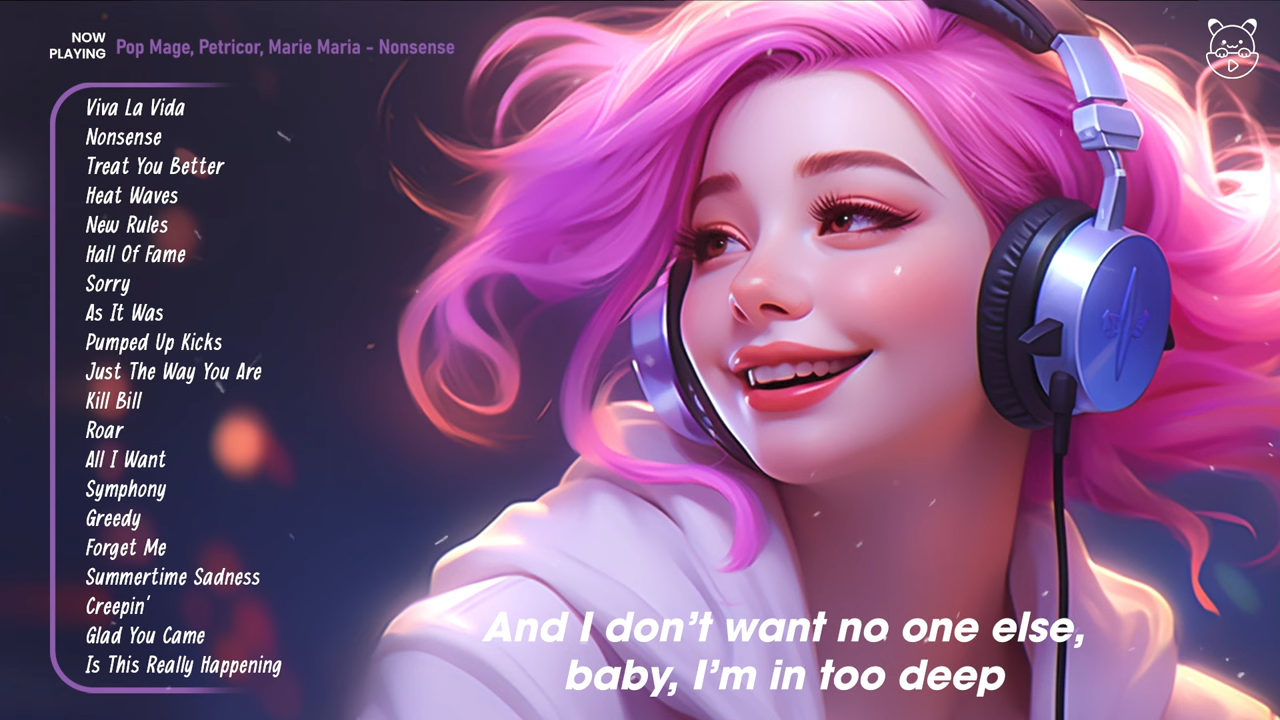 NOW
PLAYING
Pop Mage, Petricor, Marie Maria - Nonsense
Viva La Vida
Nonsense
Treat You Better
Heat Waves
New Rules
Hall Of Fame
Sorry
As It Was
Pumped Up Kicks
Just The Way You Are
Kill Bill
Roar
All I Want
Symphony
Greedy
Forget Me
Summertime Sadness
Creepin'
Glad You Came
Is This Really Happening
And I don't want no one else,
baby, I'm in too deep